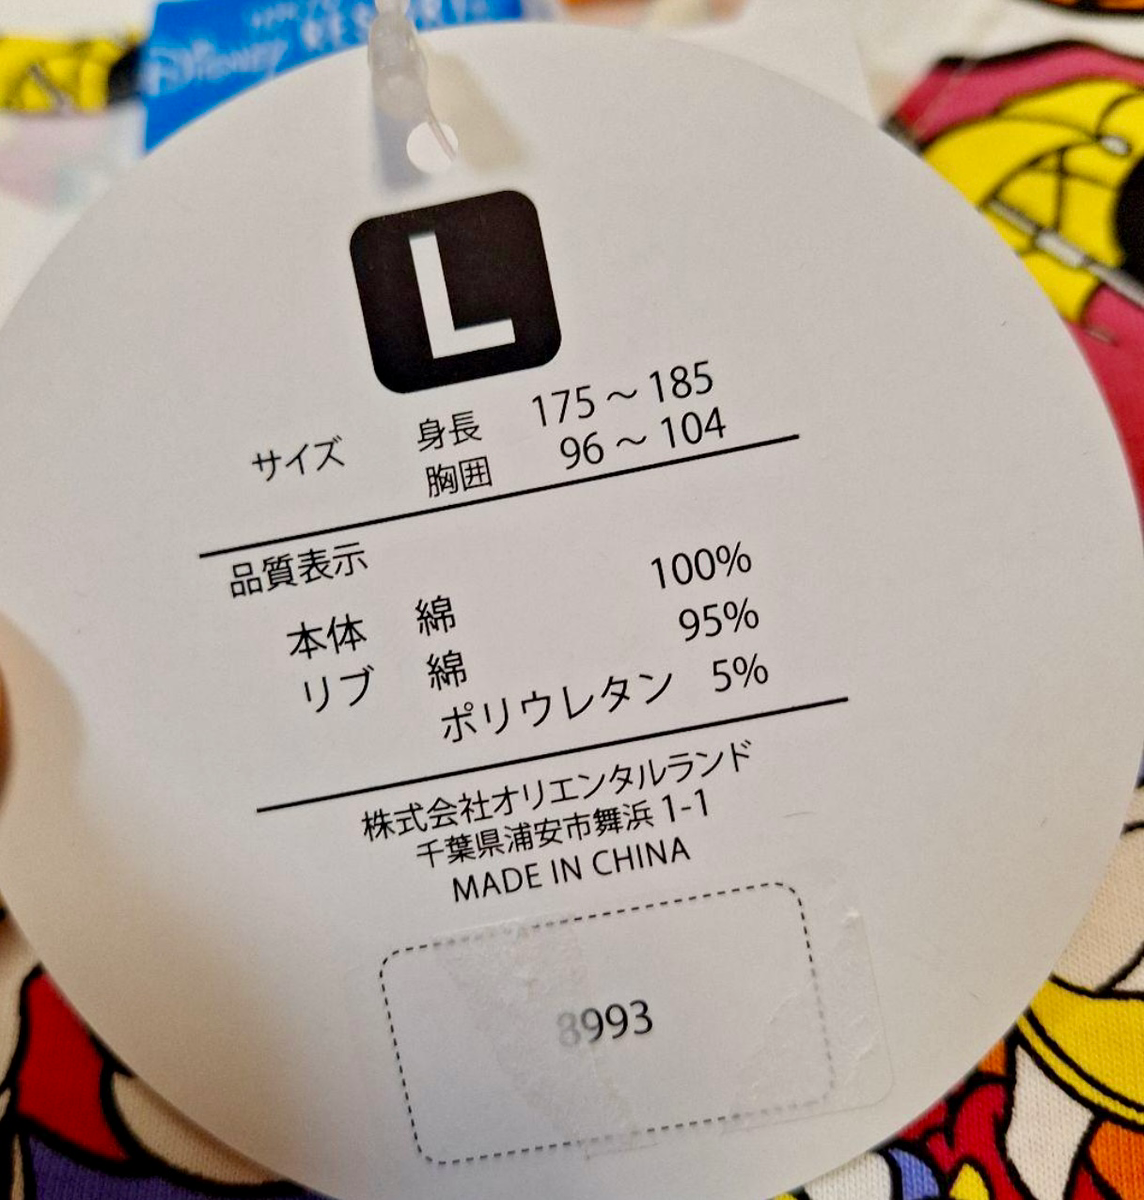 Disney RESORT
L
サイズ 身長 175～185
胸囲 96～104
品質表示
本体 綿 100%
リブ 綿 95%
ポリウレタン 5%
株式会社オリエンタルランド
千葉県浦安市舞浜 1-1
MADE IN CHINA
8993